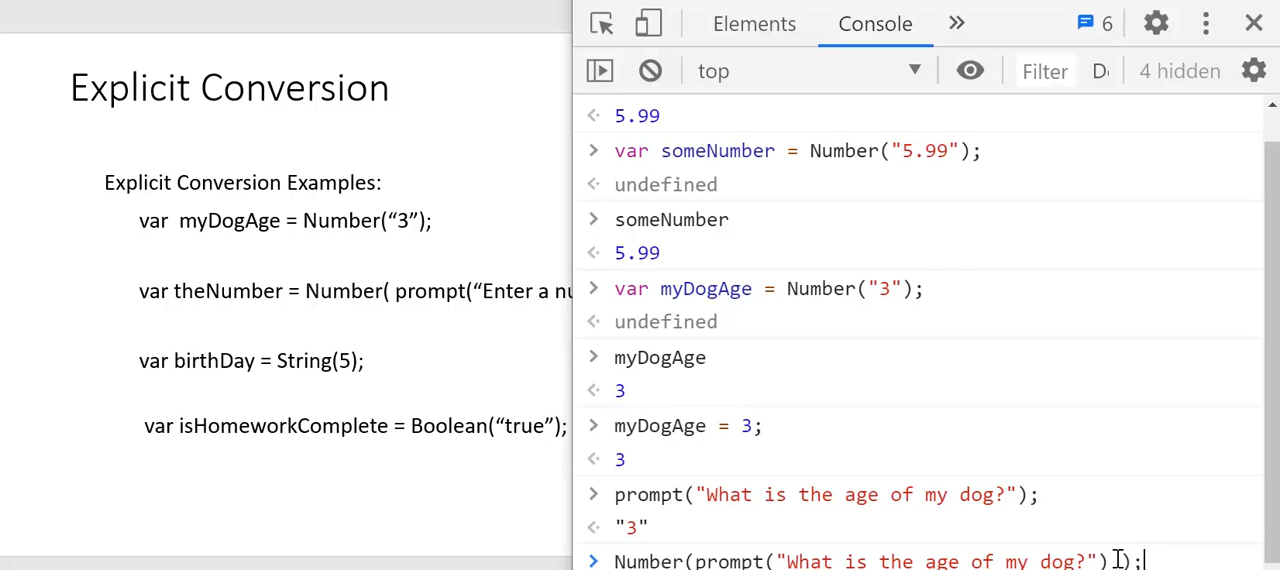 Explicit Conversion
Explicit Conversion Examples:
var myDogAge = Number(“3”);
var theNumber = Number( prompt(“Enter a nu
var birthDay = String(5);
var isHomeworkComplete = Boolean(“true”);
Elements Console 6
top Filter De 4 hidden
5.99
var someNumber = Number("5.99");
undefined
someNumber
5.99
var myDogAge = Number("3");
undefined
myDogAge
3
myDogAge = 3;
3
prompt("What is the age of my dog?");
"3"
Number(prompt("What is the age of my dog?") );